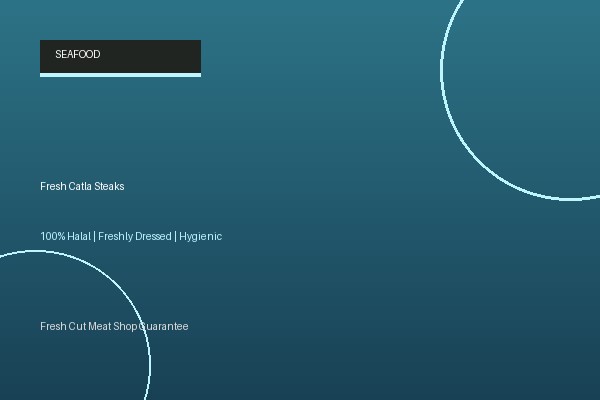 SEAFOOD
Fresh Catla Steaks
100% Halal | Freshly Dressed | Hygienic
Fresh Cut Meat Shop Guarantee